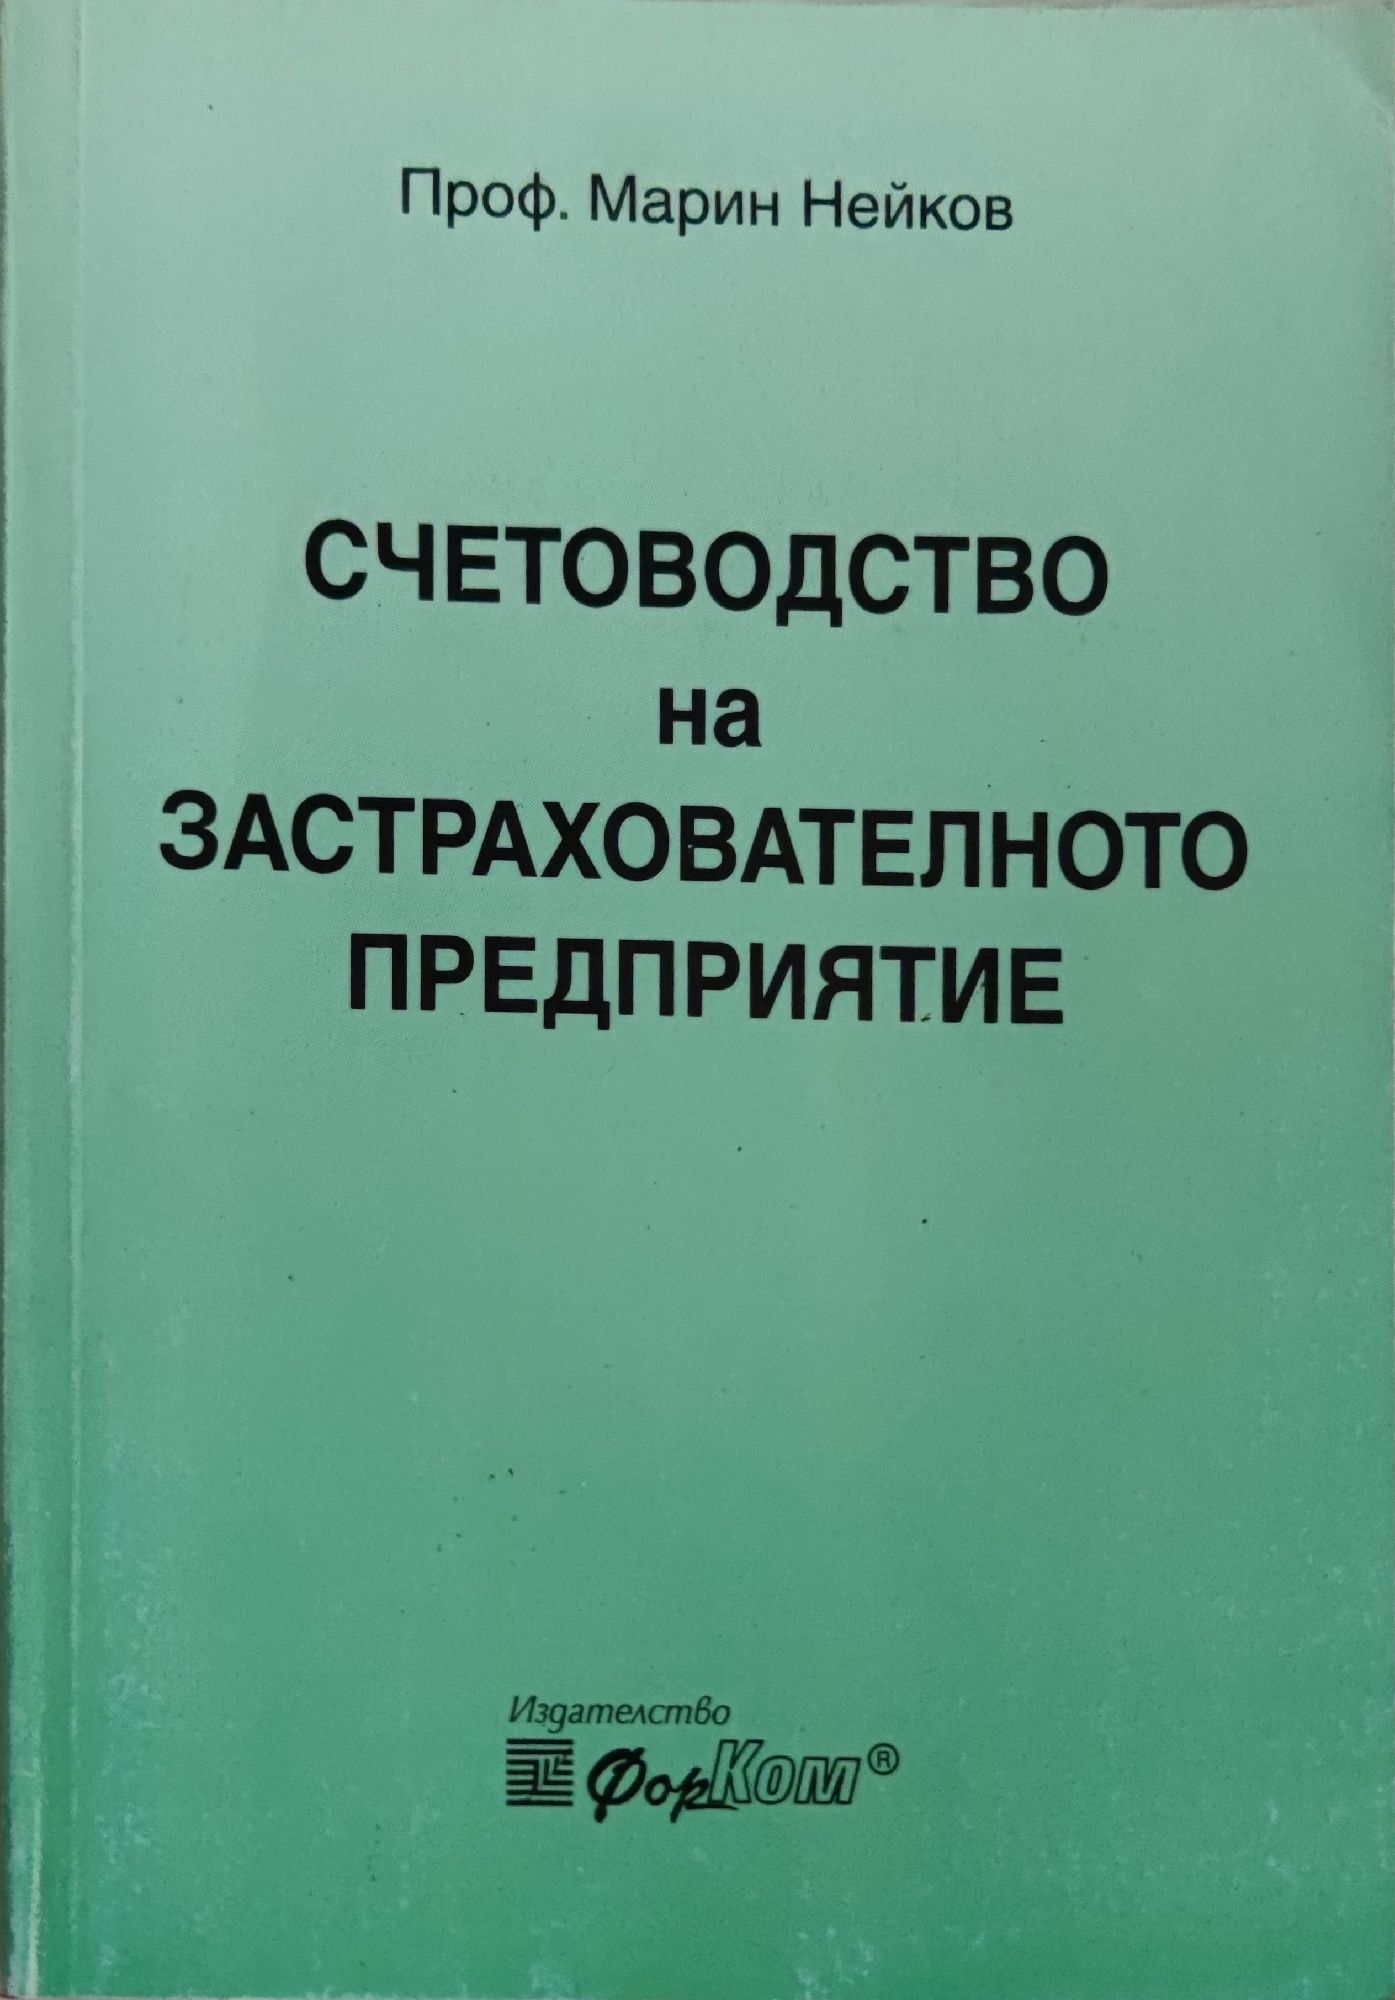 Проф. Марин Нейков
СЧЕТОВОДСТВО
на
ЗАСТРАХОВАТЕЛНОТО
ПРЕДПРИЯТИЕ
Издателство
ФорКом®